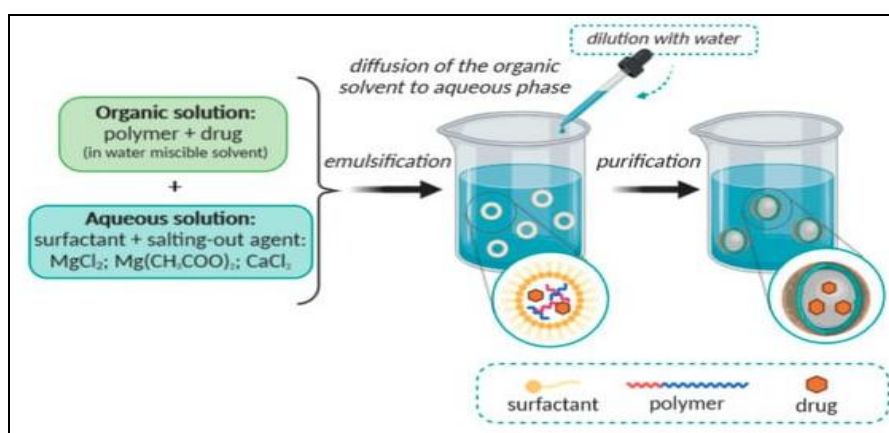 dilution with water
diffusion of the organic
solvent to aqueous phase
Organic solution:
polymer + drug
(in water miscible solvent)
+
Aqueous solution:
surfactant + salting-out agent:
MgCl₂; Mg(CH₃COO)₂; CaCl₂
emulsification
purification
surfactant
polymer
drug